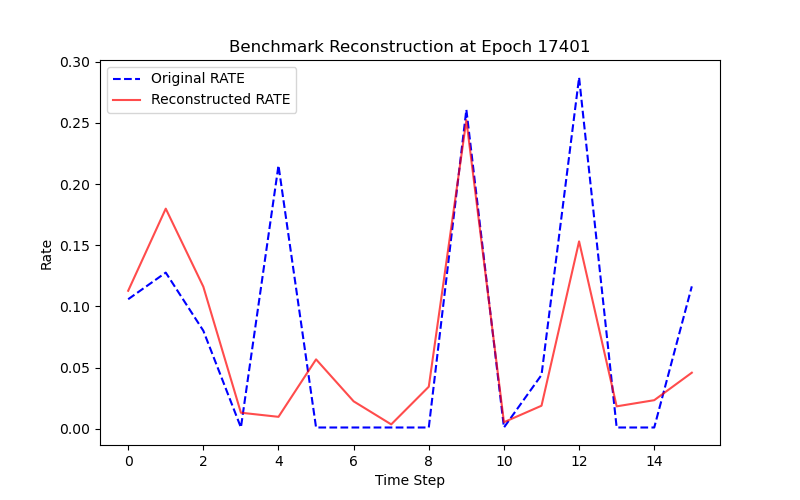 Benchmark Reconstruction at Epoch 17401
Original RATE
Reconstructed RATE
Rate
0.30
0.25
0.20
0.15
0.10
0.05
0.00
0 2 4 6 8 10 12 14
Time Step